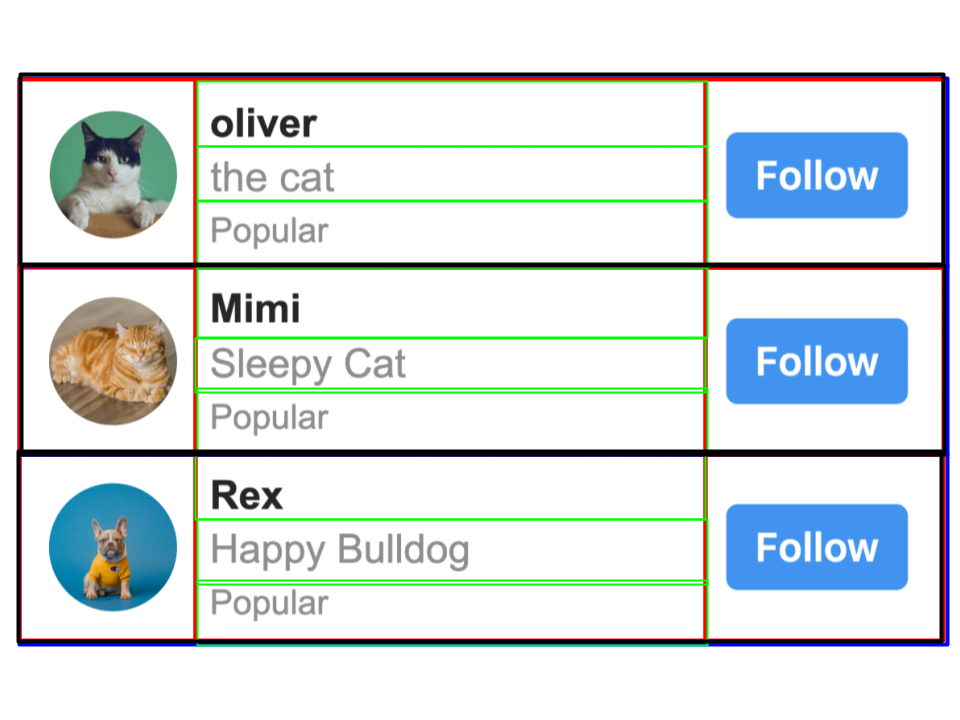 oliver
the cat
Popular
Follow
Mimi
Sleepy Cat
Popular
Follow
Rex
Happy Bulldog
Popular
Follow